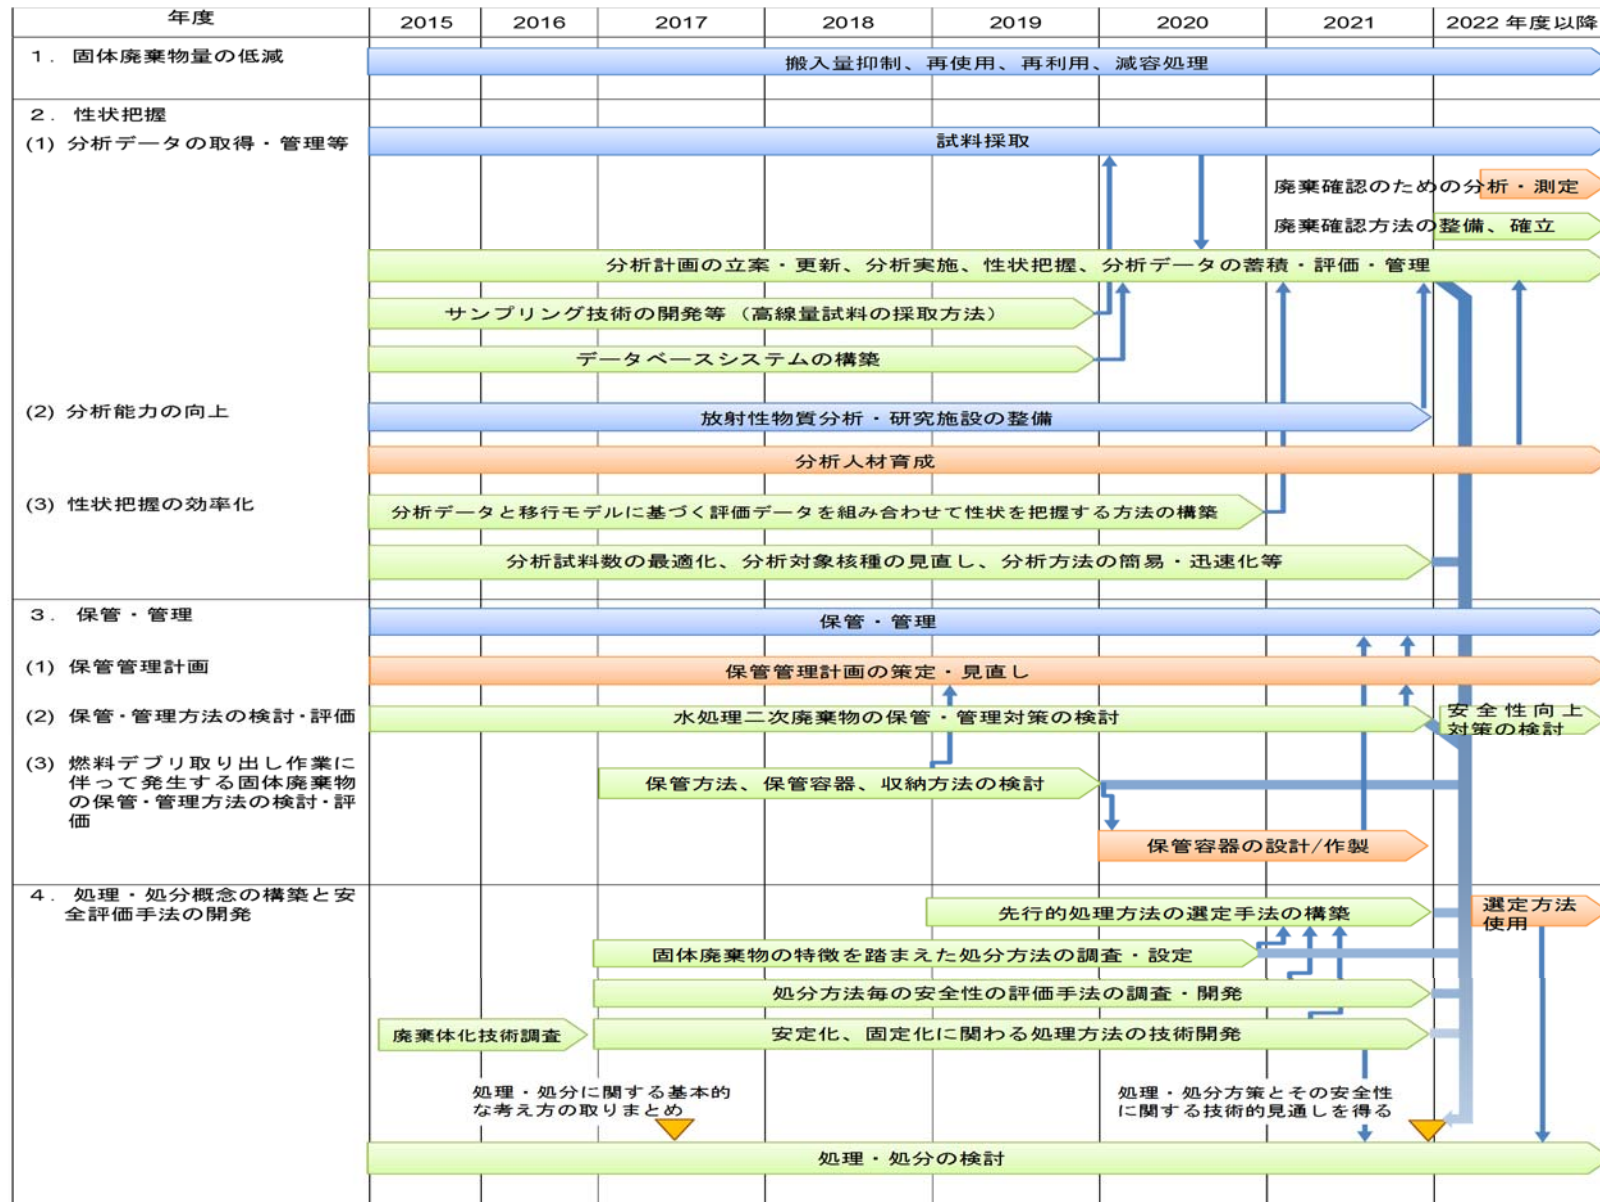 年度
2015
2016
2017
2018
2019
2020
2021
2022 年度以降
1. 固体廃棄物量の低減
搬入量抑制、再使用、再利用、減容処理
2. 性状把握
(1) 分析データの取得・管理等
試料採取
廃棄確認のための分析・測定
廃棄確認方法の整備、確立
分析計画の立案・更新、分析実施、性状把握、分析データの蓄積・評価・管理
サンプリング技術の開発等（高線量試料の採取方法）
データベースシステムの構築
(2) 分析能力の向上
放射性物質分析・研究施設の整備
分析人材育成
(3) 性状把握の効率化
分析データと移行モデルに基づく評価データを組み合わせて性状を把握する方法の構築
分析試料数の最適化、分析対象核種の見直し、分析方法の簡易・迅速化等
3. 保管・管理
保管・管理
(1) 保管管理計画
保管管理計画の策定・見直し
(2) 保管・管理方法の検討・評価
水処理二次廃棄物の保管・管理対策の検討
安全性向上
対策の検討
(3) 燃料デブリ取り出し作業に
伴って発生する固体廃棄物
の保管・管理方法の検討・評
価
保管方法、保管容器、収納方法の検討
保管容器の設計/作製
4. 処理・処分概念の構築と安
全評価手法の開発
先行的処理方法の選定手法の構築
選定方法
使用
固体廃棄物の特徴を踏まえた処分方法の調査・設定
処分方法毎の安全性の評価手法の調査・開発
廃棄体化技術調査
安定化、固定化に関わる処理方法の技術開発
処理・処分に関する基本的
な考え方の取りまとめ
処理・処分方策とその安全性
に関する技術的見通しを得る
処理・処分の検討